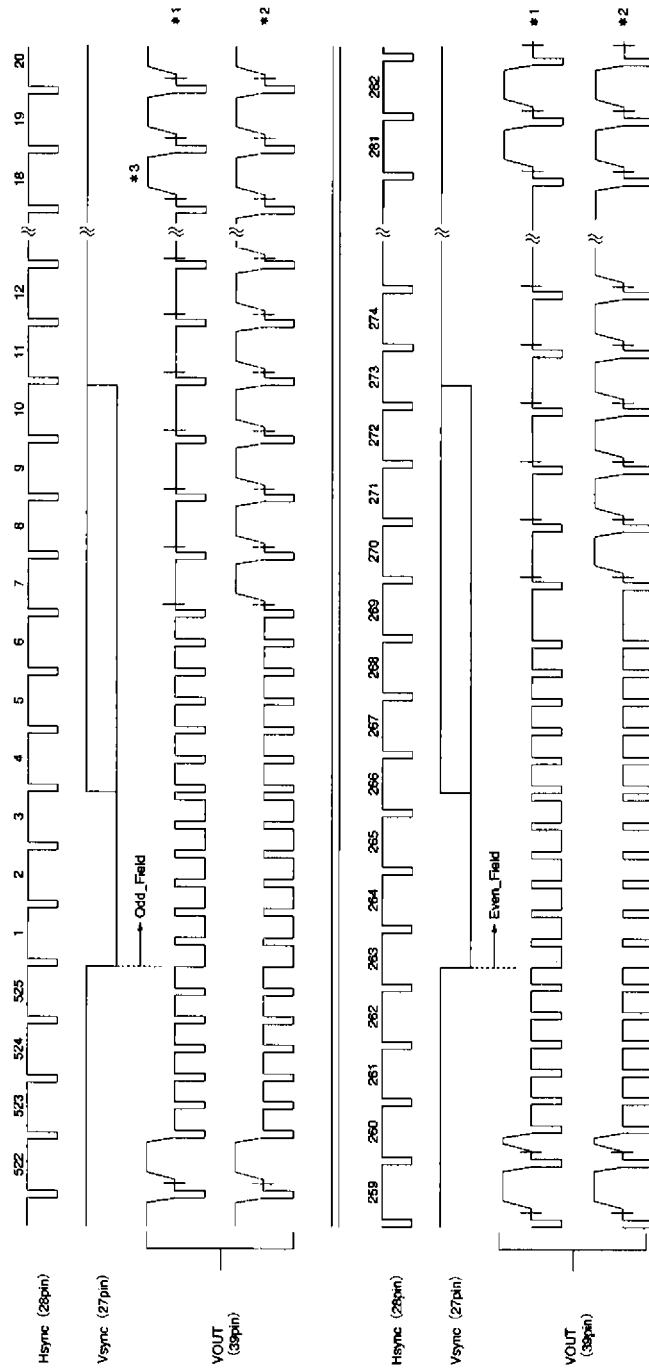 522 523 524 525 1 2 3 4 5 6 7 8 9 10 11 12 18 19 20
Hsync (28pin)
Vsync (27pin)
Odd_Field
*3
*1
VOUT
(39pin)
*2
259 260 261 262 263 264 265 266 267 268 269 270 271 272 273 274 281 282
Hsync (28pin)
Vsync (27pin)
Even_Field
*1
VOUT
(39pin)
*2